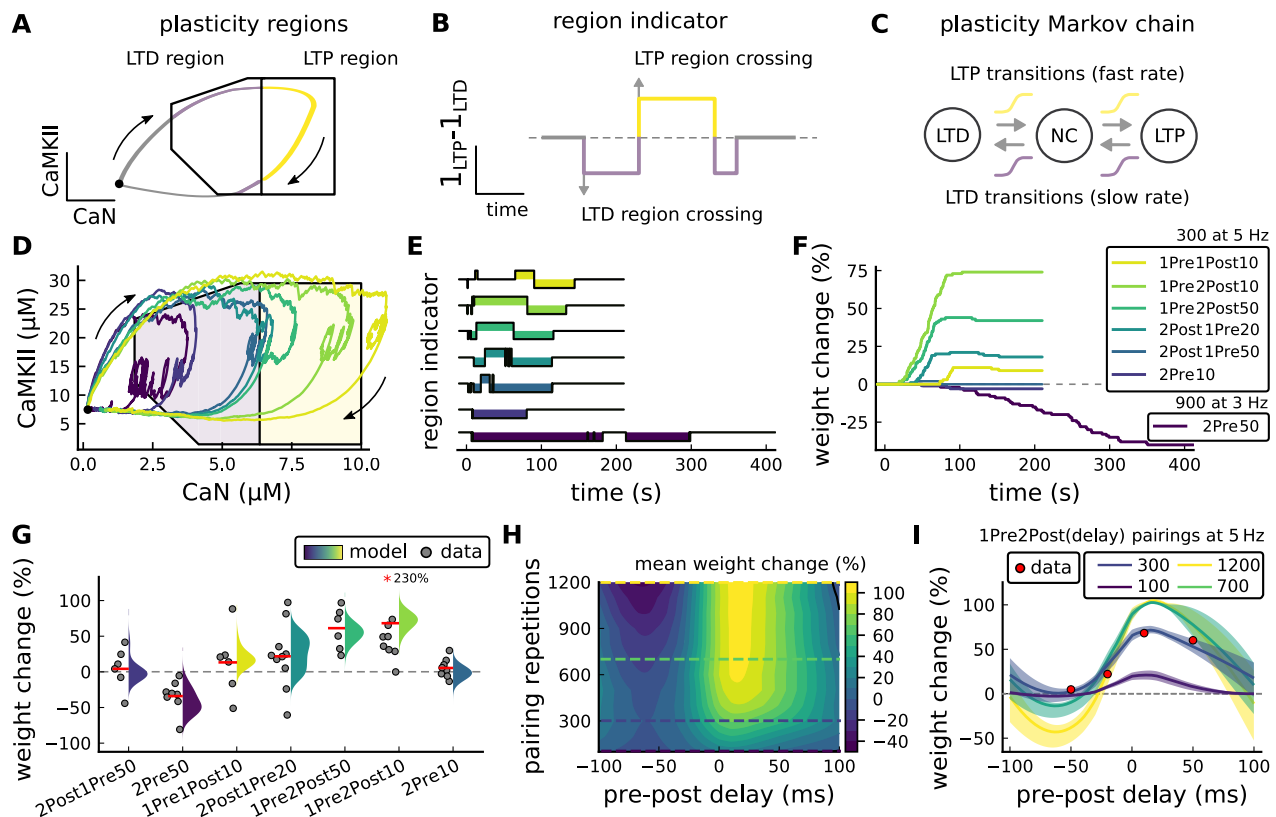 A plasticity regions
LTD region LTP region
CaMKII
CaN
B region indicator
LTP region crossing
1LTP-1LTD
time
LTD region crossing
C plasticity Markov chain
LTP transitions (fast rate)
LTD NC LTP
LTD transitions (slow rate)
D
CaMKII (μM)
30
25
20
15
10
5
0.0 2.5 5.0 7.5 10.0
CaN (μM)
E
region indicator
0 100 200 300 400
time (s)
F
weight change (%)
75
50
25
0
-25
0 100 200 300 400
time (s)
300 at 5 Hz
1Pre1Post10
1Pre2Post10
1Pre2Post50
2Post1Pre20
2Post1Pre50
2Pre10
900 at 3 Hz
2Pre50
G
model data
* 230%
weight change (%)
100
50
0
−50
−100
2Post1Pre50 2Pre50 1Pre1Post10 2Post1Pre20 1Pre2Post50 1Pre2Post10 2Pre10
H
mean weight change (%)
pairing repetitions
1200
900
600
300
−100 −50 0 50 100
pre-post delay (ms)
100
80
60
40
20
0
−20
−40
I 1Pre2Post(delay) pairings at 5 Hz
data 300 1200
100 700
weight change (%)
100
50
0
−50
−100 −50 0 50 100
pre-post delay (ms)